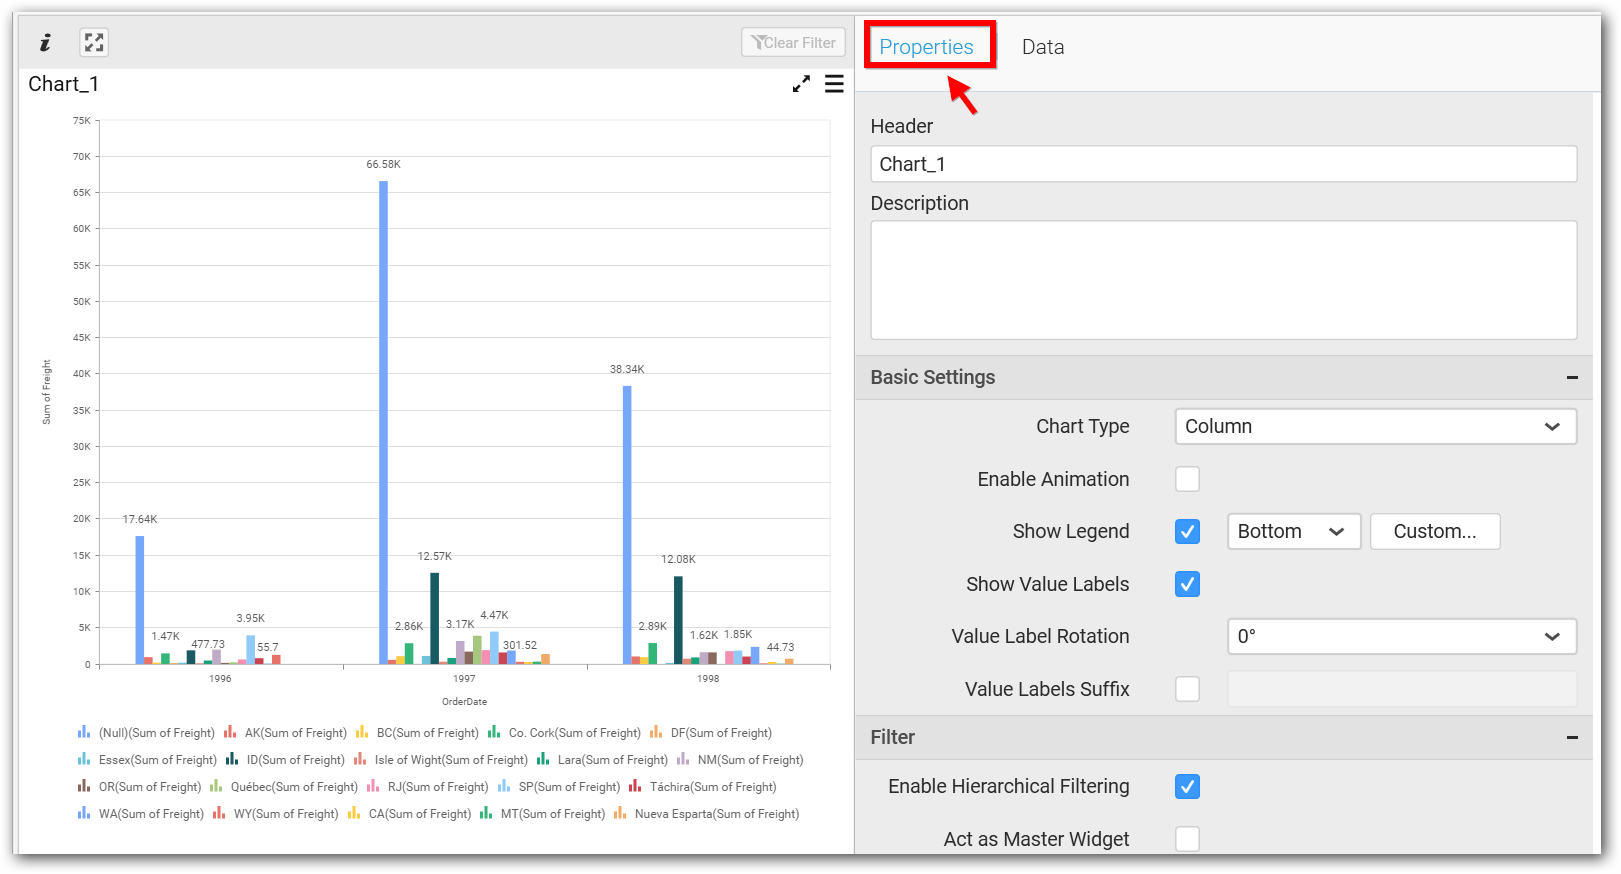 i
Clear Filter
Properties
Data
Chart_1
75K
70K
65K
60K
55K
50K
45K
40K
35K
30K
25K
20K
15K
10K
5K
0
Sum of Freight
17.64K
1.47K
477.73
3.95K
55.7
66.58K
2.86K
12.57K
3.17K
4.47K
301.52
38.34K
2.89K
12.08K
1.62K
1.85K
44.73
1996
1997
1998
OrderDate
(Null)(Sum of Freight) AK(Sum of Freight) BC(Sum of Freight) Co. Cork(Sum of Freight) DF(Sum of Freight)
Essex(Sum of Freight) ID(Sum of Freight) Isle of Wight(Sum of Freight) Lara(Sum of Freight) NM(Sum of Freight)
OR(Sum of Freight) Québec(Sum of Freight) RJ(Sum of Freight) SP(Sum of Freight) Táchira(Sum of Freight)
WA(Sum of Freight) WY(Sum of Freight) CA(Sum of Freight) MT(Sum of Freight) Nueva Esparta(Sum of Freight)
Header
Chart_1
Description
Basic Settings
Chart Type Column
Enable Animation
Show Legend Bottom Custom...
Show Value Labels
Value Label Rotation 0°
Value Labels Suffix
Filter
Enable Hierarchical Filtering
Act as Master Widget